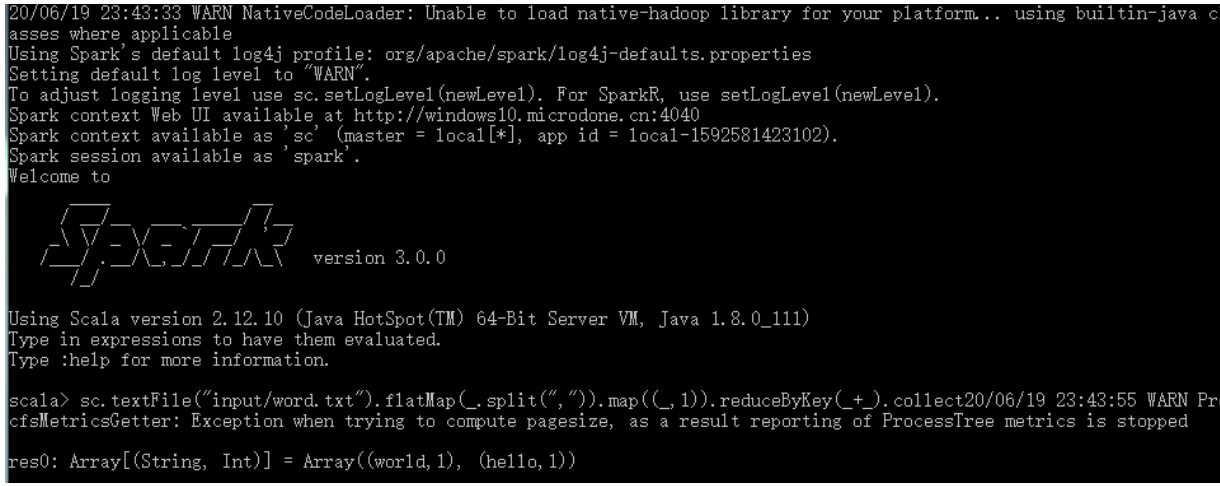 20/06/19 23:43:33 WARN NativeCodeLoader: Unable to load native-hadoop library for your platform... using builtin-java c
asses where applicable
Using Spark's default log4j profile: org/apache/spark/log4j-defaults.properties
Setting default log level to "WARN".
To adjust logging level use sc.setLogLevel(newLevel). For SparkR, use setLogLevel(newLevel).
Spark context Web UI available at http://windows10.microdone.cn:4040
Spark context available as 'sc' (master = local[*], app id = local-1592581423102).
Spark session available as 'spark'.
Welcome to
Spark version 3.0.0
Using Scala version 2.12.10 (Java HotSpot(TM) 64-Bit Server VM, Java 1.8.0_111)
Type in expressions to have them evaluated.
Type :help for more information.
scala> sc.textFile("input/word.txt").flatMap(_.split(",")).map((_,1)).reduceByKey(_+_).collect20/06/19 23:43:55 WARN Pro
cfsMetricsGetter: Exception when trying to compute pagesize, as a result reporting of ProcessTree metrics is stopped
res0: Array[(String, Int)] = Array((world,1), (hello,1))